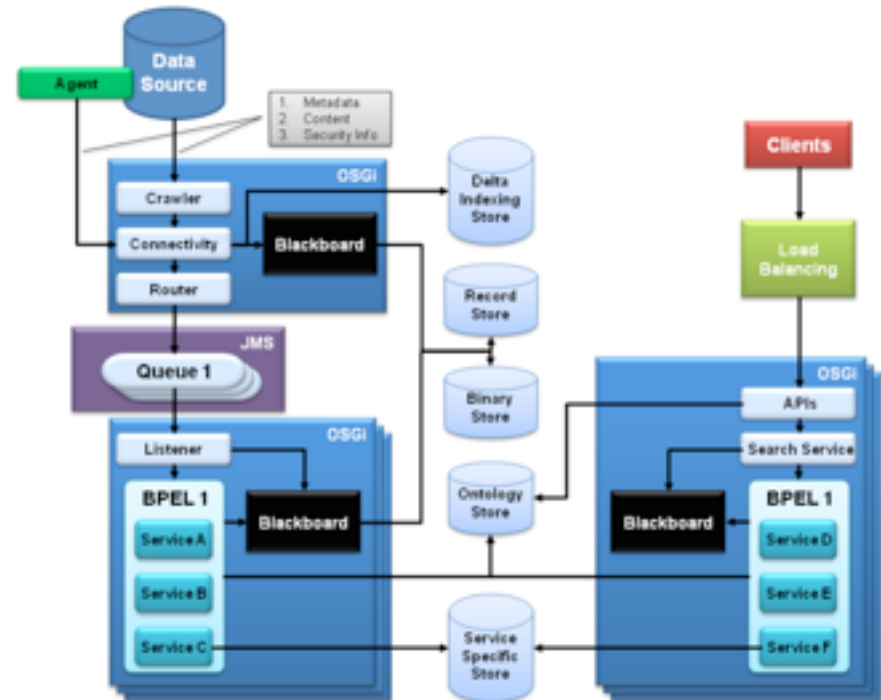 Data
Source
Agent
1. Metadata
2. Content
3. Security Info
OSGi
Crawler
Connectivity
Router
Blackboard
Delta
Indexing
Store
Clients
Load
Balancing
Record
Store
JMS
Queue 1
Binary
Store
OSGi
Listener
BPEL 1
Service A
Service B
Service C
Blackboard
Ontology
Store
Service
Specific
Store
OSGi
APIs
Search Service
BPEL 1
Blackboard
Service D
Service E
Service F